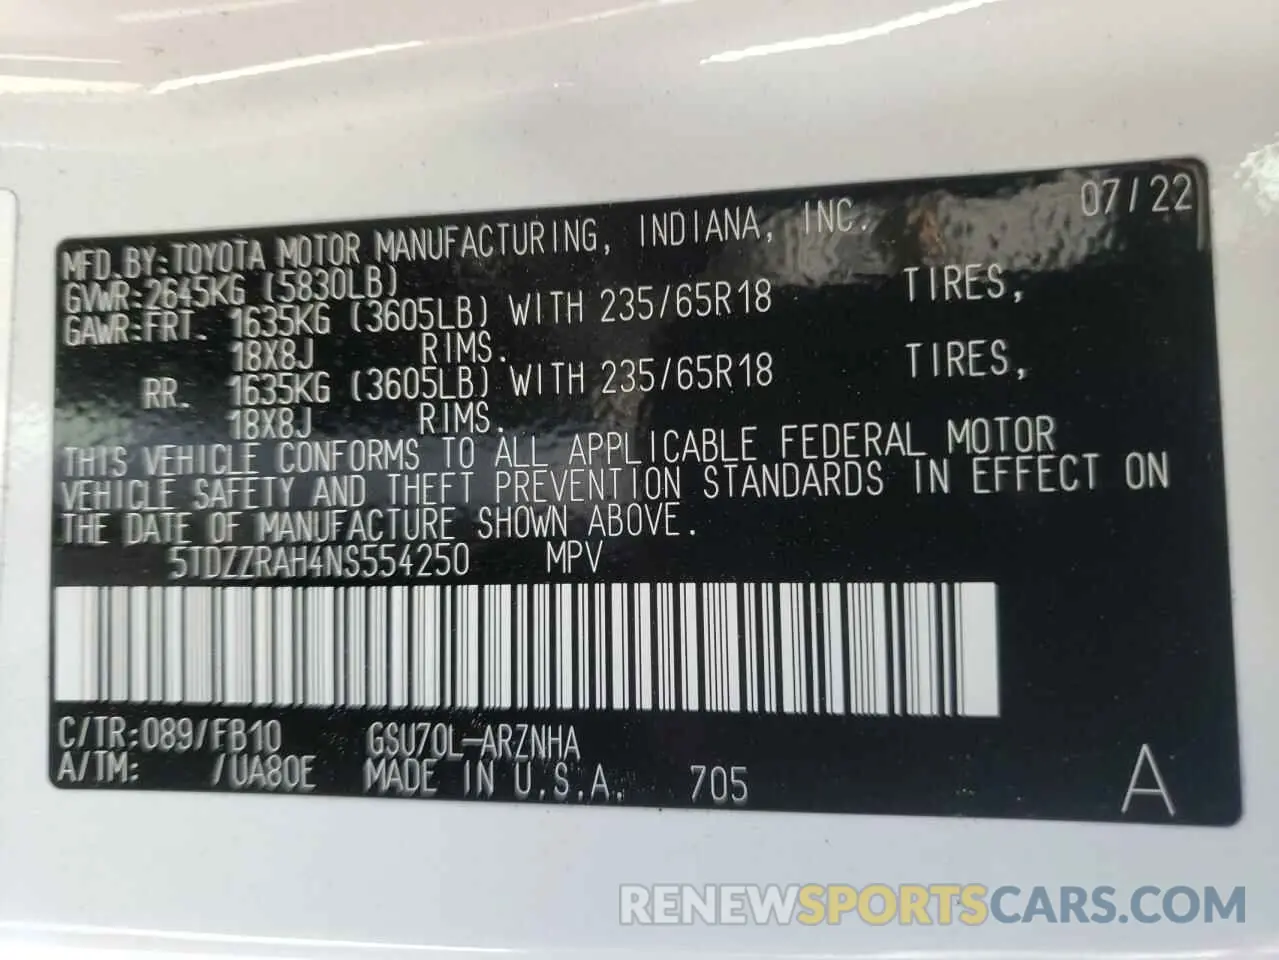 07/22
MFD.BY:TOYOTA MOTOR MANUFACTURING, INDIANA, INC.
GVWR:2645KG (5830LB)
GAWR:FRT. 1635KG (3605LB) WITH 235/65R18 TIRES,
18X8J RIMS.
RR. 1635KG (3605LB) WITH 235/65R18 TIRES,
18X8J RIMS.
THIS VEHICLE CONFORMS TO ALL APPLICABLE FEDERAL MOTOR
VEHICLE SAFETY AND THEFT PREVENTION STANDARDS IN EFFECT ON
THE DATE OF MANUFACTURE SHOWN ABOVE.
5TDZZRAH4NS554250 MPV
C/TR:089/FB10 GSU70L-ARZNHA
A/TM: /UA80E MADE IN U.S.A. 705 A
RENEWSPORTSCARS.COM